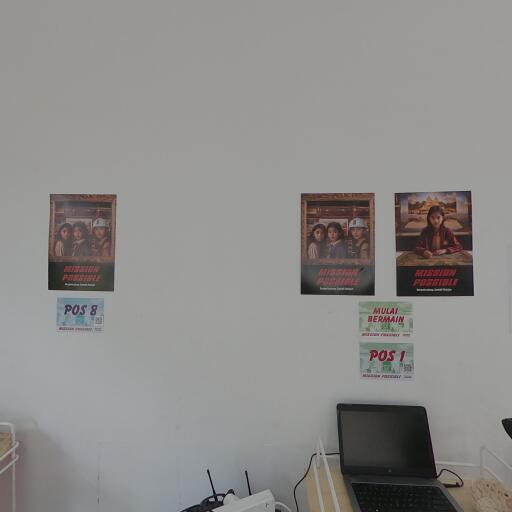 MISSION
POSSIBLE
POS 8
MISSION POSSIBLE
MISSION
POSSIBLE
MISSION
POSSIBLE
MULAI
BERMAIN
MISSION POSSIBLE
POS 1
MISSION POSSIBLE